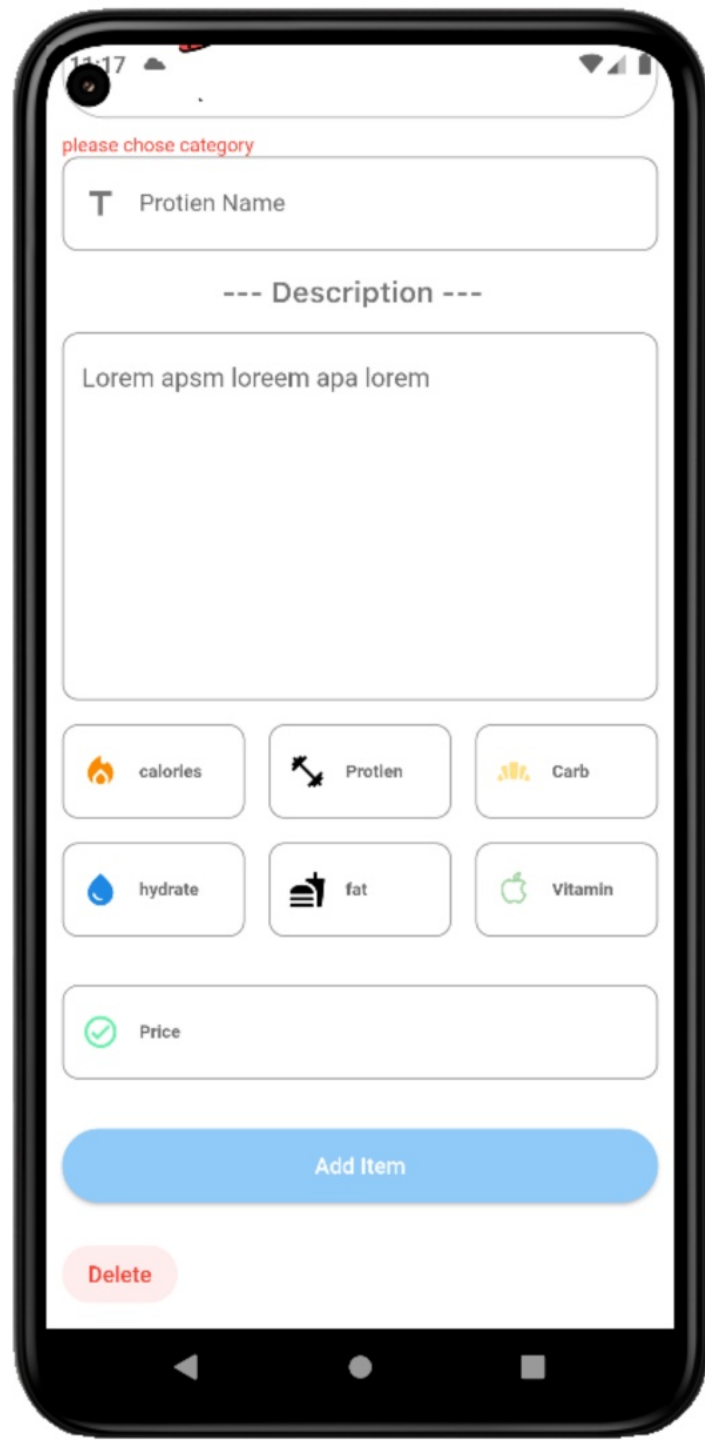 11:17
please chose category
Protien Name
--- Description ---
Lorem apsm loreem apa lorem
calories Protien Carb
hydrate fat Vitamin
Price
Add Item
Delete